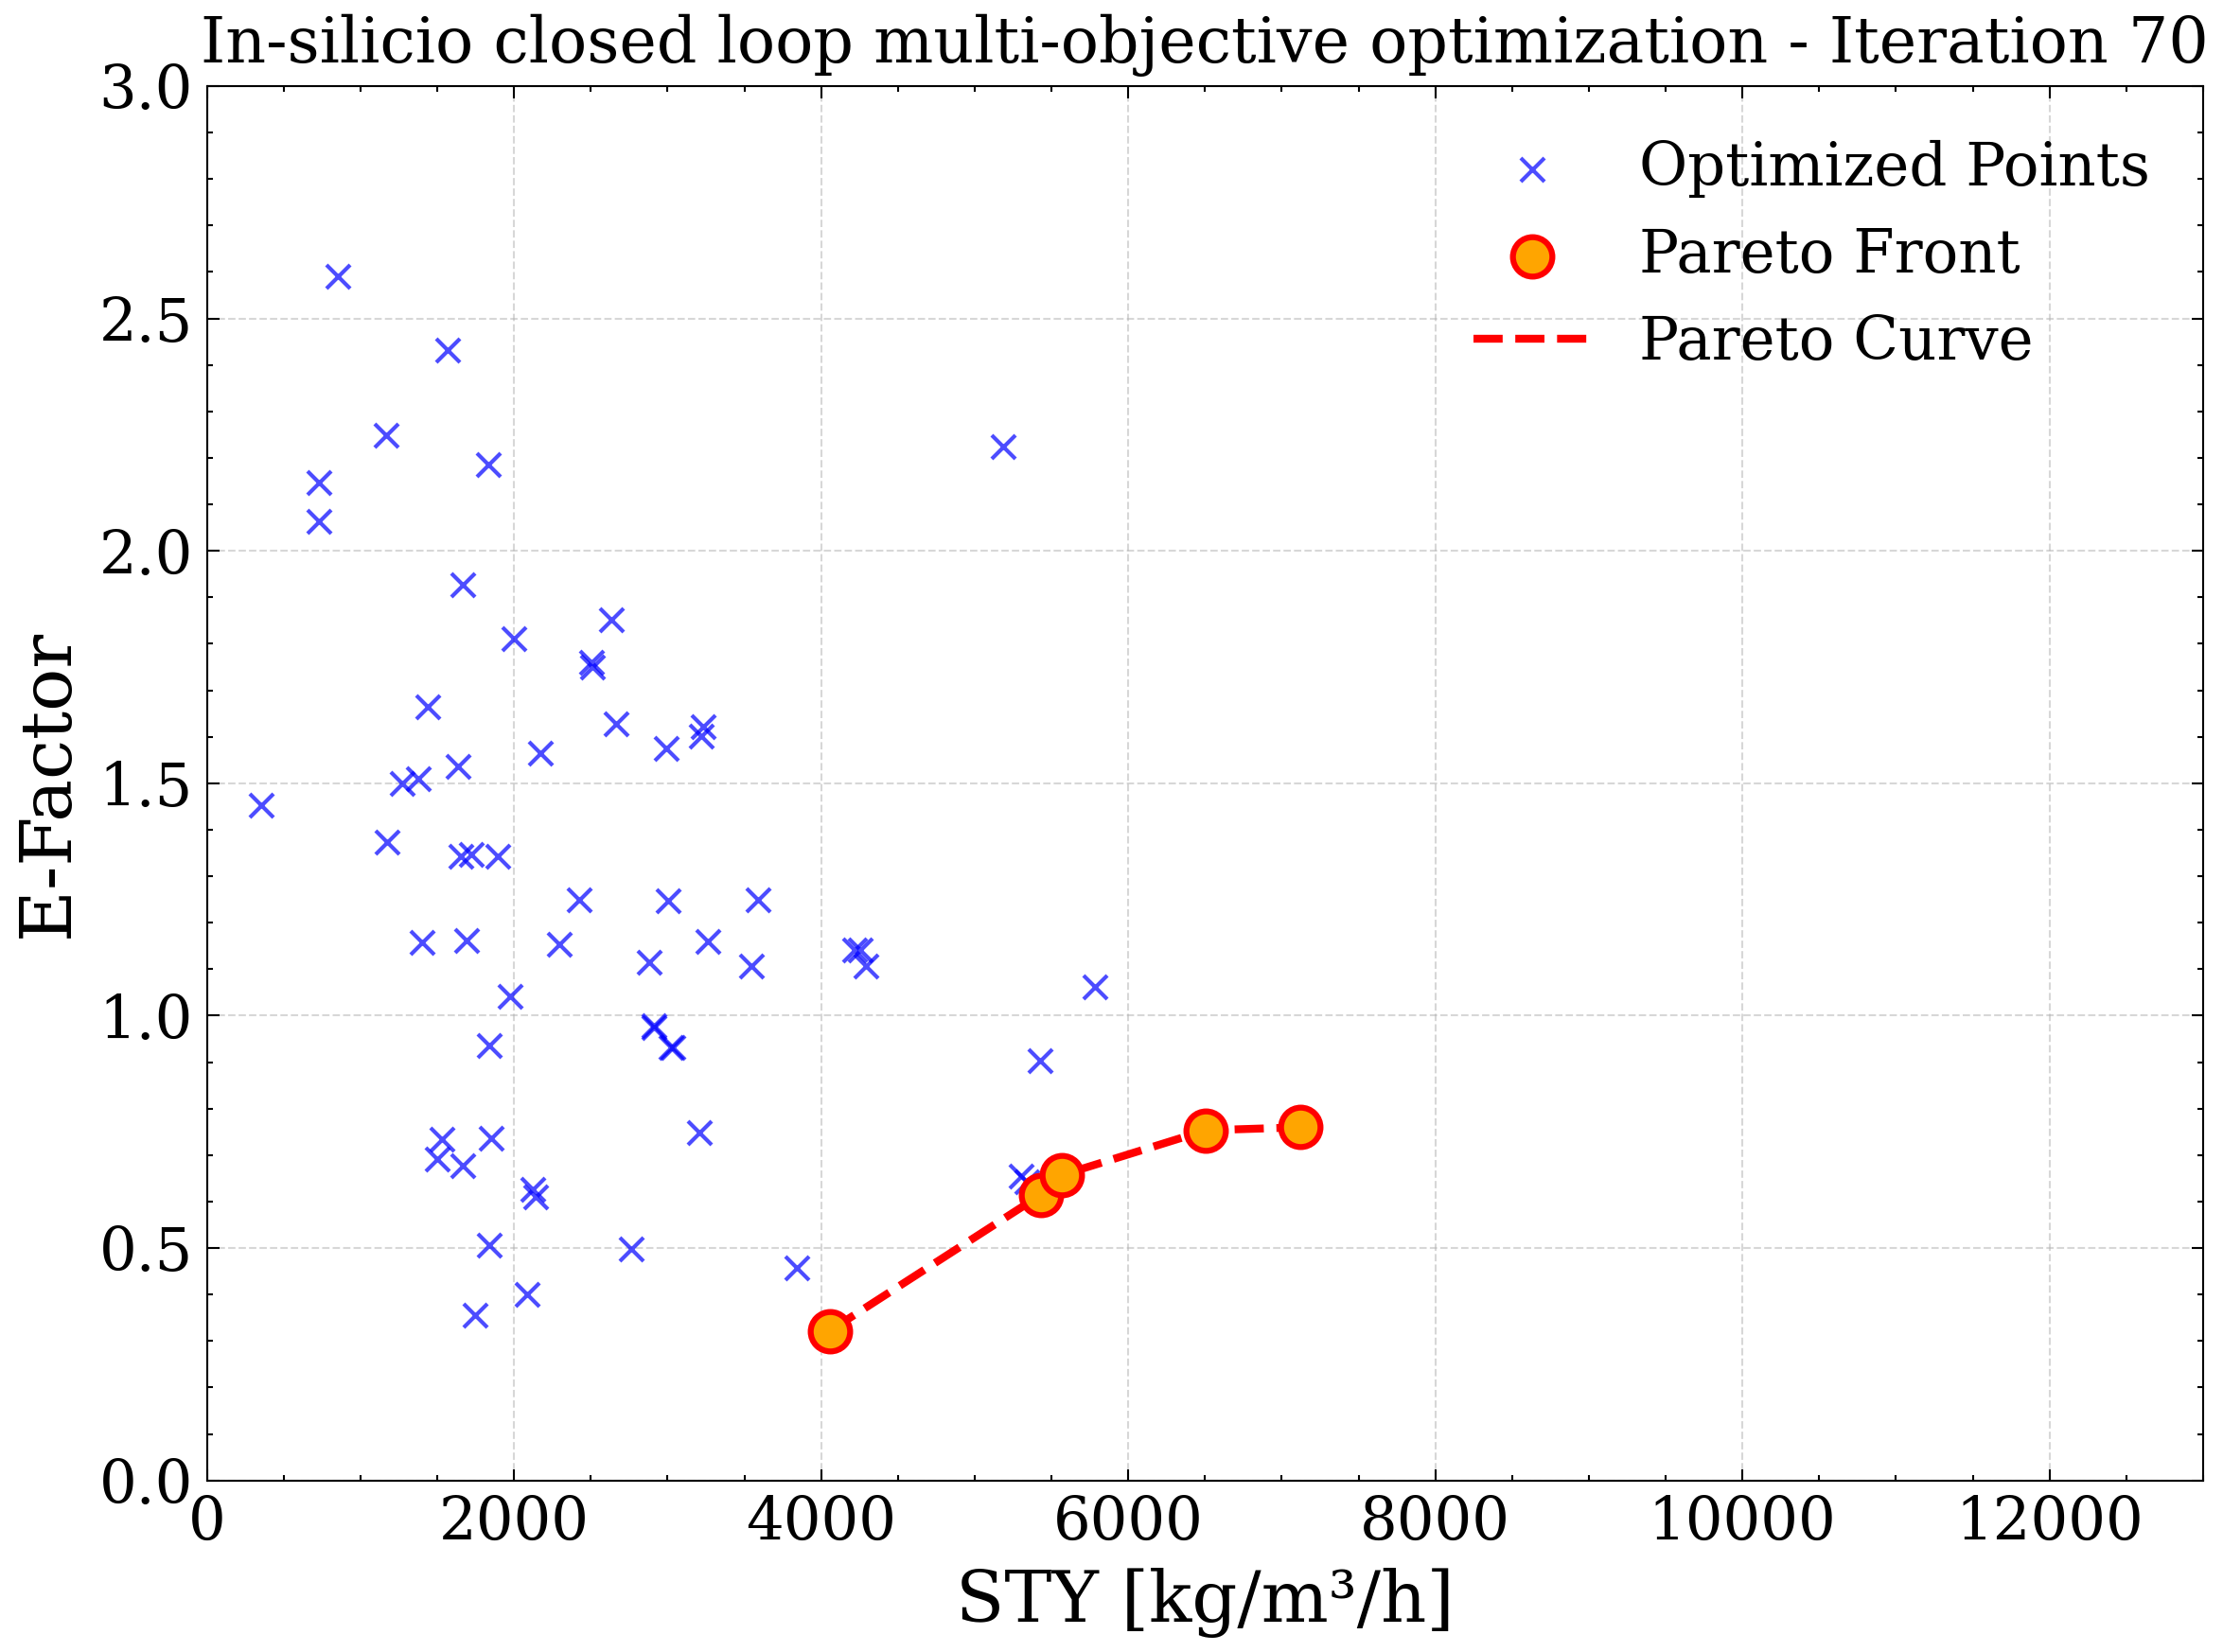 In-silicio closed loop multi-objective optimization - Iteration 70
3.0
2.5
2.0
1.5
1.0
0.5
0.0
E-Factor
Optimized Points
Pareto Front
Pareto Curve
0 2000 4000 6000 8000 10000 12000
STY [kg/m³/h]